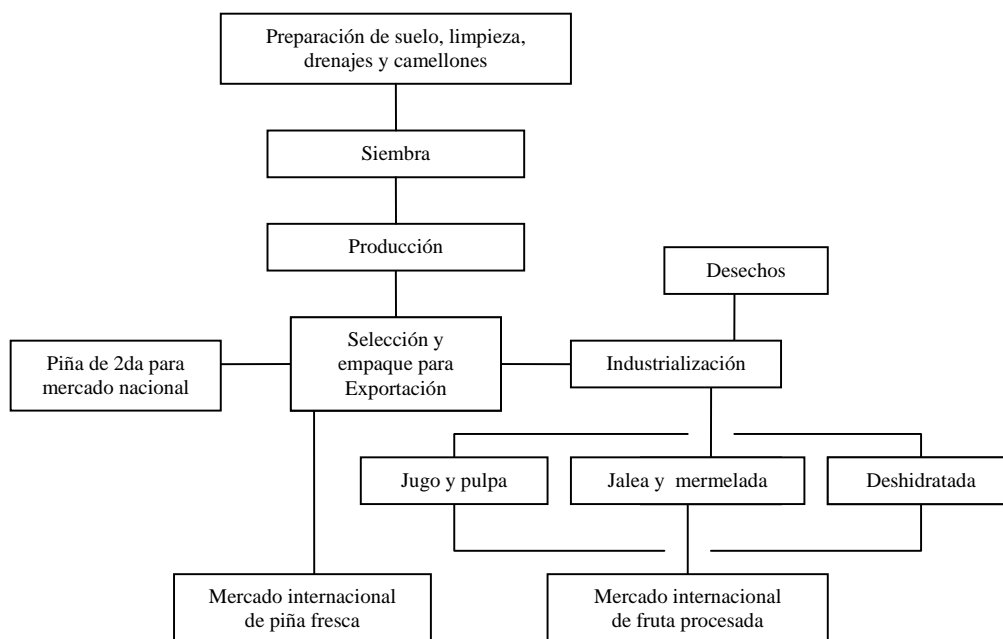 Preparación de suelo, limpieza,
drenajes y camellones
Siembra
Producción
Desechos
Piña de 2da para
mercado nacional
Selección y
empaque para
Exportación
Industrialización
Jugo y pulpa
Jalea y mermelada
Deshidratada
Mercado internacional
de piña fresca
Mercado internacional
de fruta procesada